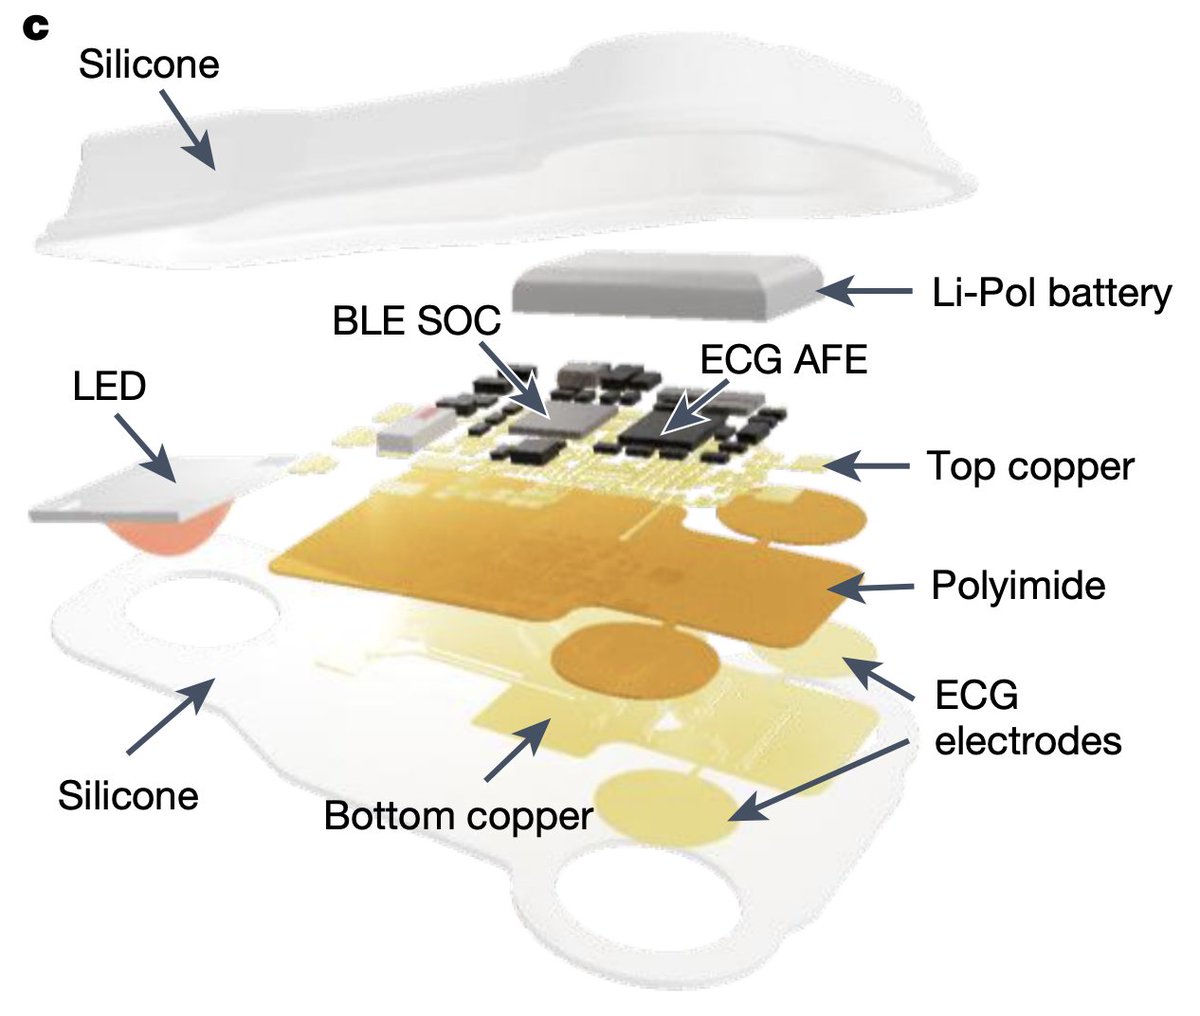 c
Silicone
Li-Pol battery
BLE SOC
ECG AFE
LED
Top copper
Polyimide
ECG
electrodes
Silicone
Bottom copper